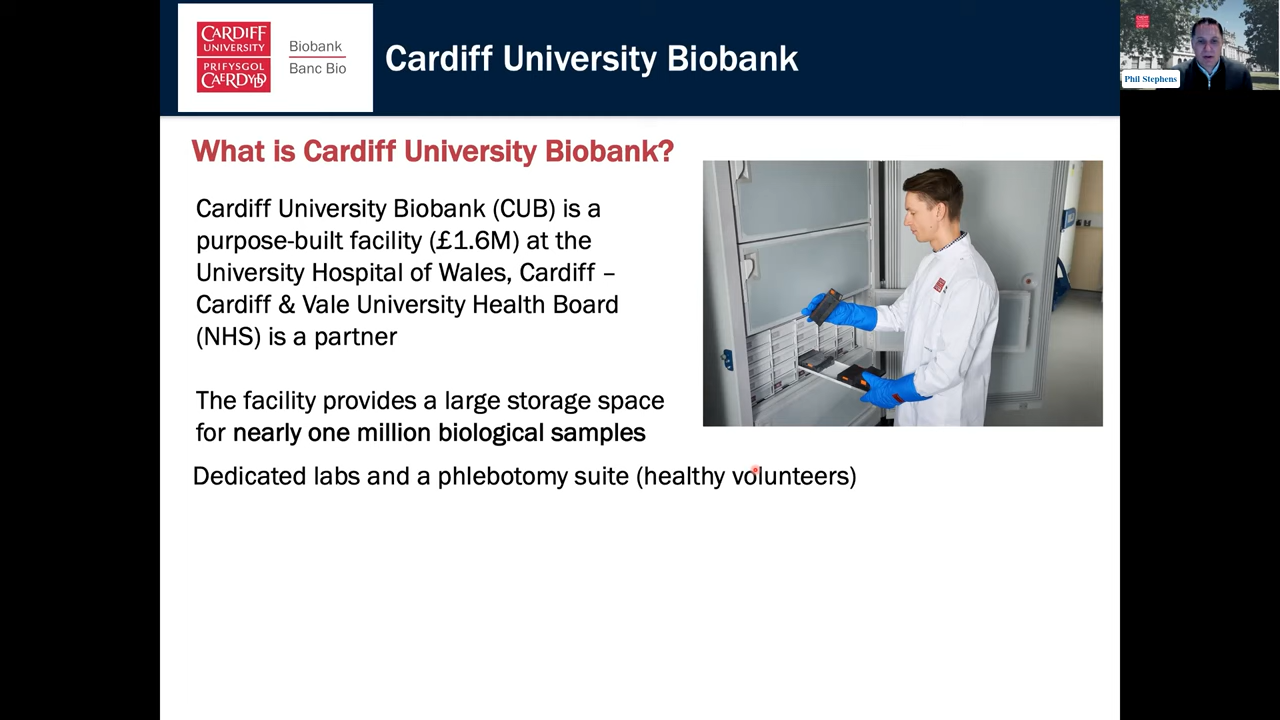 CARDIFF
UNIVERSITY
PRIFYSGOL
CAERDYDD
Biobank
Banc Bio
Cardiff University Biobank
Phil Stephens
What is Cardiff University Biobank?
Cardiff University Biobank (CUB) is a
purpose-built facility (£1.6M) at the
University Hospital of Wales, Cardiff –
Cardiff & Vale University Health Board
(NHS) is a partner
The facility provides a large storage space
for nearly one million biological samples
Dedicated labs and a phlebotomy suite (healthy volunteers)